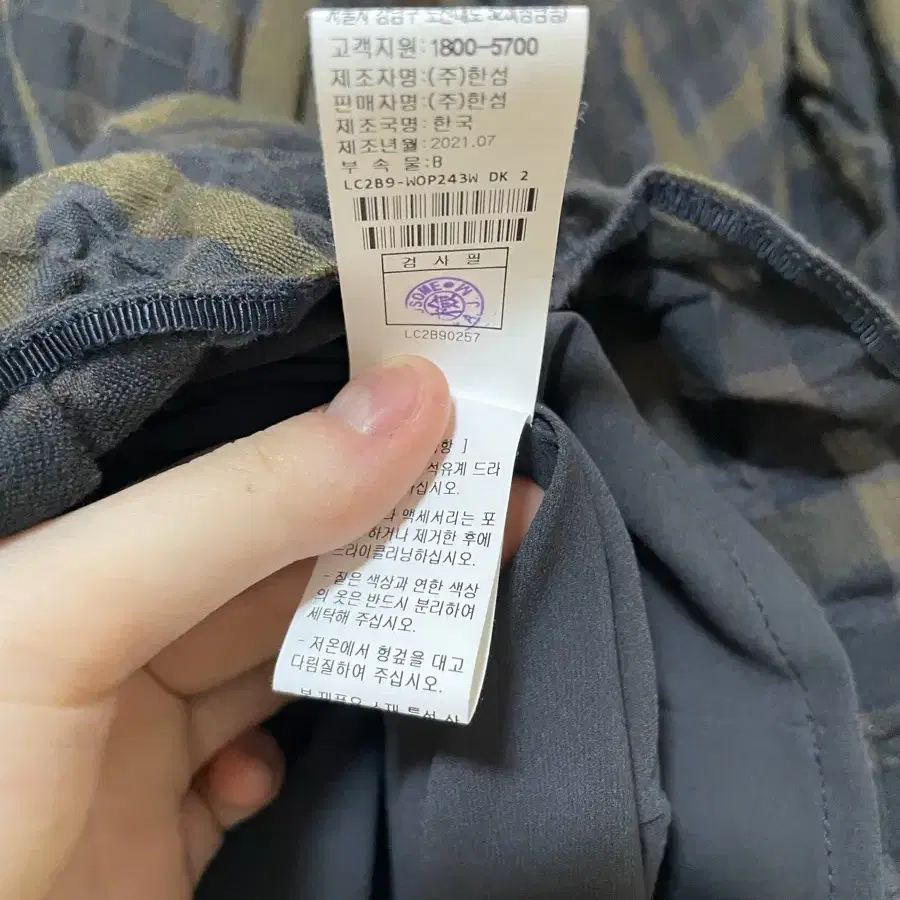 고객지원:1800-5700
제조자명:(주)한성
판매자명:(주)한성
제조국명: 한국
제조년월:2021.07
부 속 물:B
LC2B9-WOP243W DK 2
검 사 필
LC2B90257
]
드라
십시오.
액세서리는 포
하거나 제거한 후에
드라이클리닝하십시오.
- 짙은 색상과 연한 색상
의 옷은 반드시 분리하여
세탁해 주십시오.
- 저온에서 헝겊을 대고
다림질하여 주십시오.